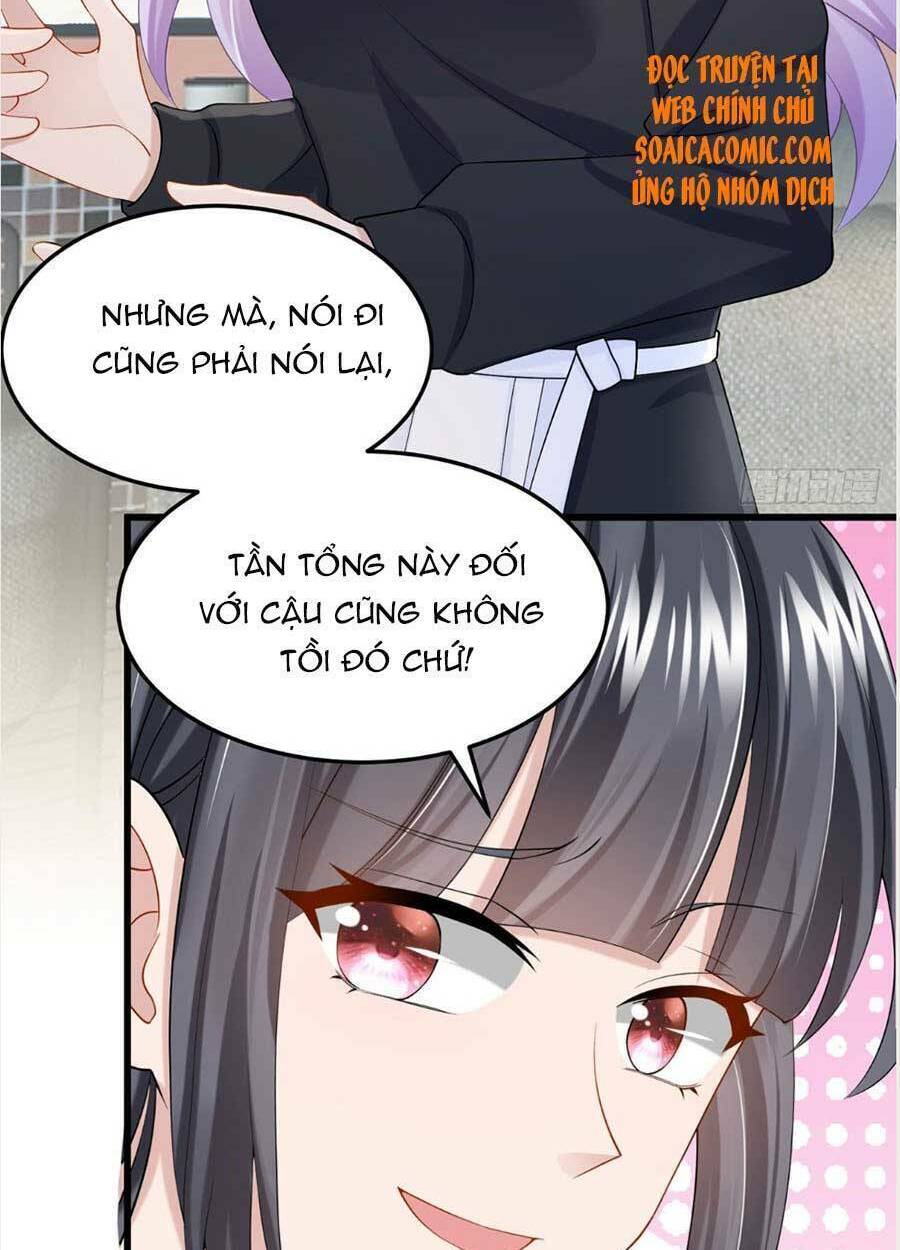 ĐỌC TRUYỆN TẠI
WEB CHÍNH CHỦ
SOAICACOMIC.COM
ỦNG HỘ NHÓM DỊCH
NHƯNG MÀ, NÓI ĐI
CŨNG PHẢI NÓI LẠI,
TẦN TỔNG NÀY ĐỐI
VỚI CẬU CŨNG KHÔNG
TỒI ĐÓ CHỨ!